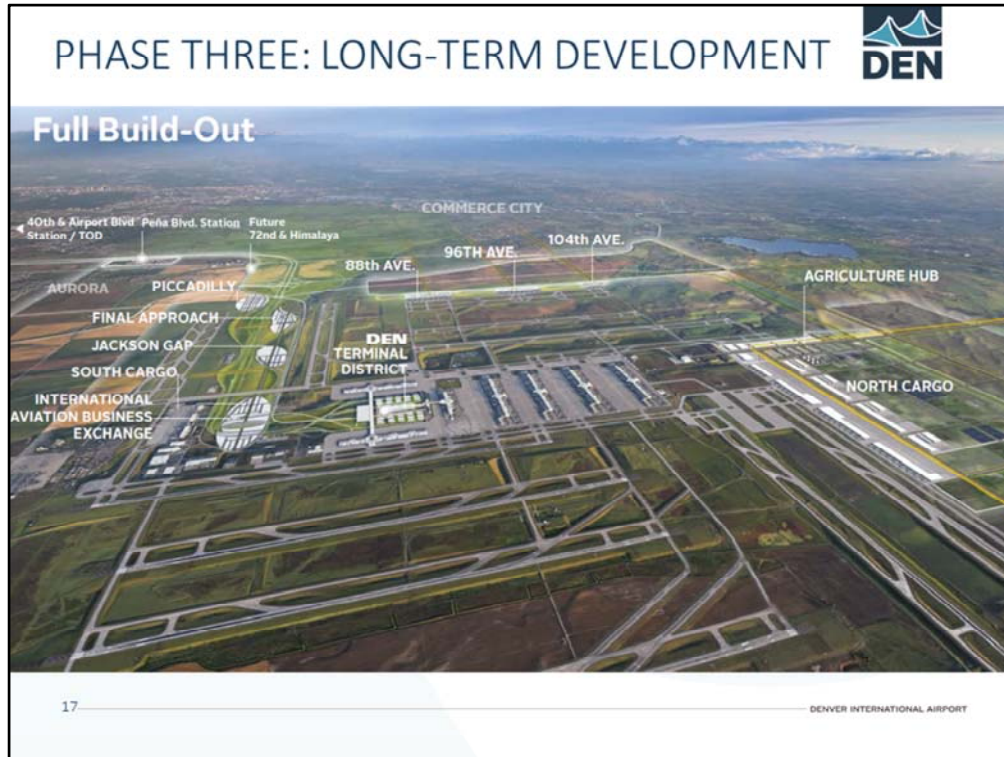 PHASE THREE: LONG-TERM DEVELOPMENT
DEN
Full Build-Out
40th & Airport Blvd
Station / TOD
Peña Blvd. Station
Future
72nd & Himalaya
COMMERCE CITY
88th AVE.
96TH AVE.
104th AVE.
AGRICULTURE HUB
AURORA
PICCADILLY
FINAL APPROACH
JACKSON GAP
SOUTH CARGO
INTERNATIONAL
AVIATION BUSINESS
EXCHANGE
DEN
TERMINAL
DISTRICT
NORTH CARGO
17
DENVER INTERNATIONAL AIRPORT